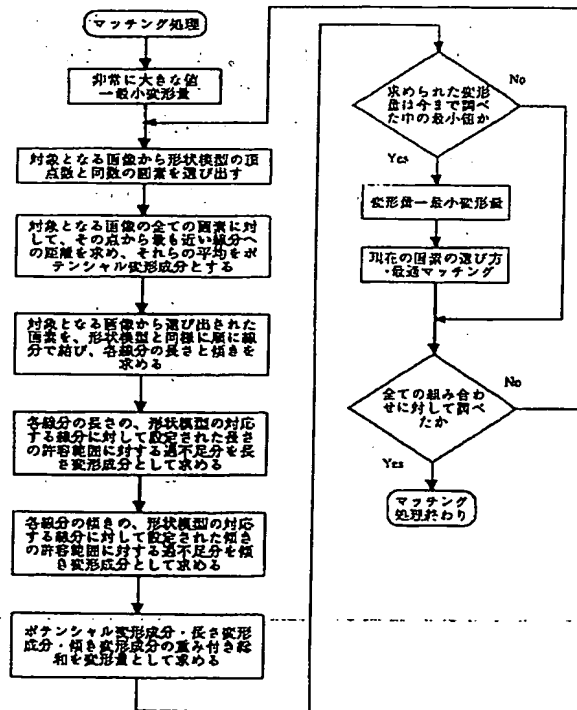 マッチング処理
非常に大きな値
→最小変形量
対象となる画像から形状模型の頂
点数と同数の画素を選び出す
対象となる画像の全ての画素に対
して、その点から最も近い線分へ
の距離を求め、それらの平均をポ
テンシャル変形成分とする
対象となる画像から選び出された
画素を、形状模型と同様に順に線
分で結び、各線分の長さと傾きを
求める
各線分の長さの、形状模型の対応
する線分に対して設定された長さ
の許容範囲に対する過不足分を長
さ変形成分として求める
各線分の傾きの、形状模型の対応
する線分に対して設定された傾き
の許容範囲に対する過不足分を傾
き変形成分として求める
ポテンシャル変形成分・長さ変形
成分・傾き変形成分の重み付き総
和を変形量として求める
求められた変形
量は今まで調べ
た中の最小値か
No
Yes
変形量→最小変形量
現在の画素の選び方
→最適マッチング
全ての組み合わ
せに対して調べ
たか
No
Yes
マッチング
処理終わり